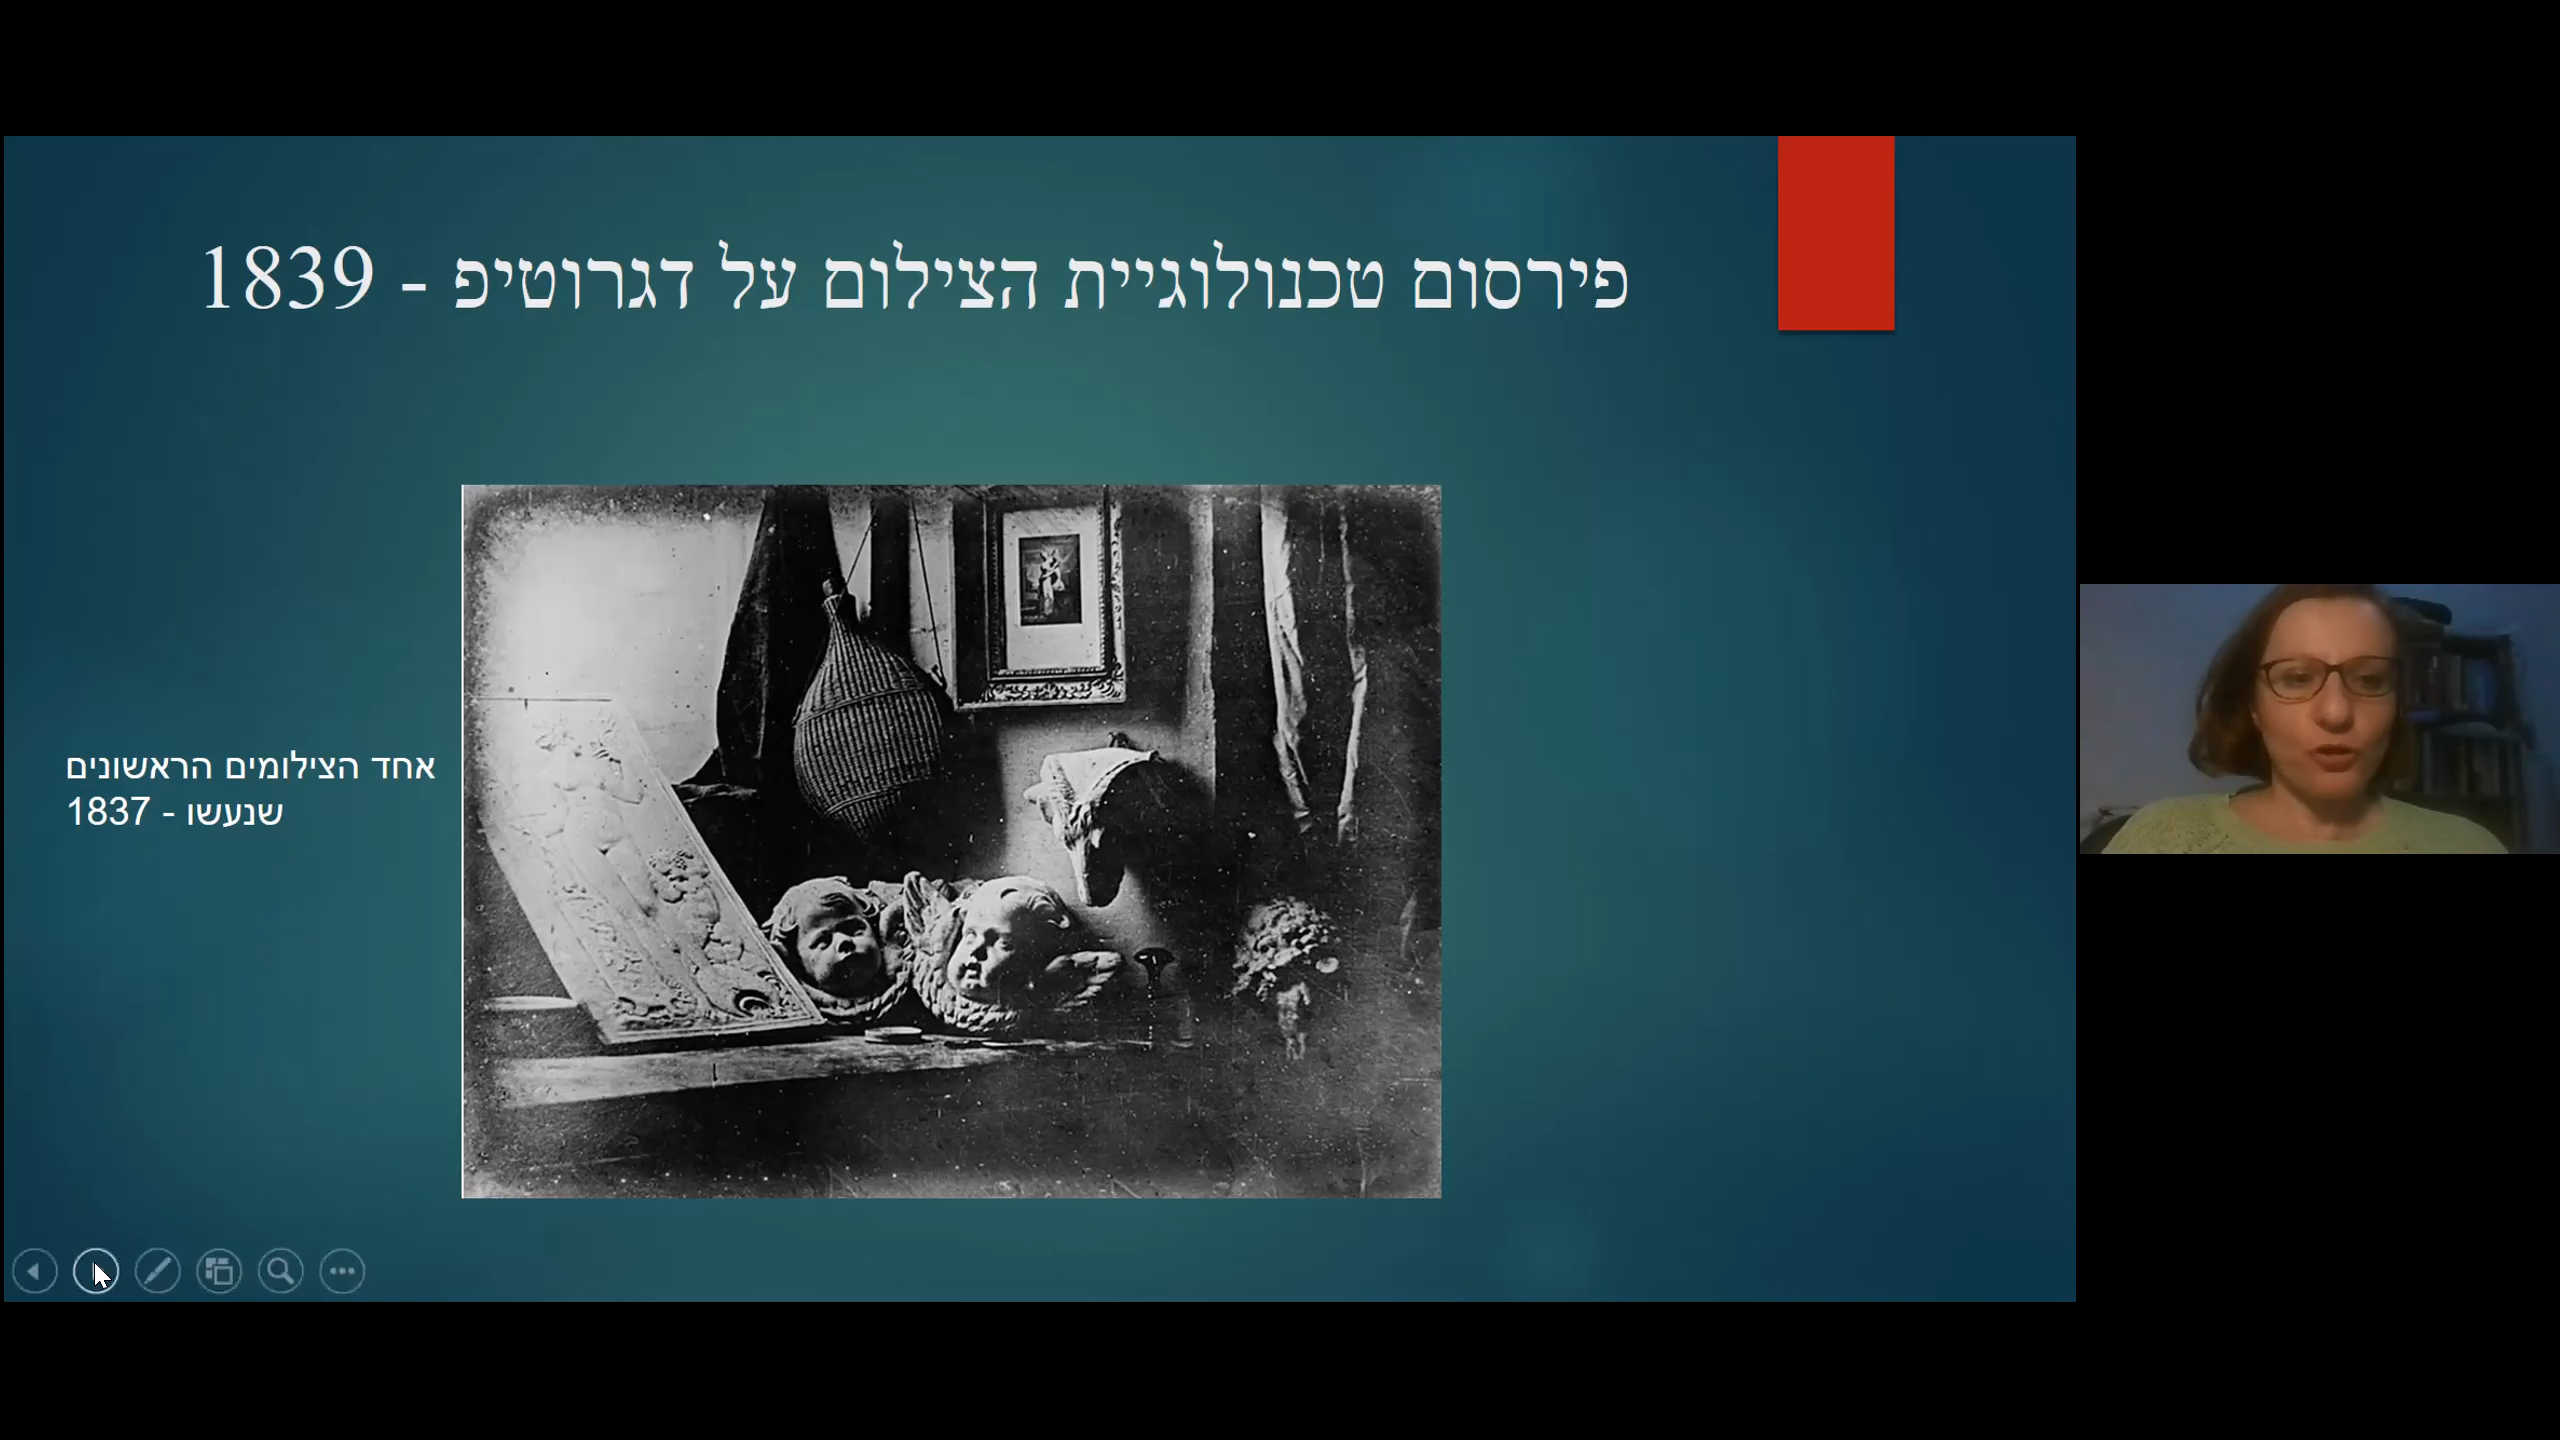 פירסום טכנולוגיית הצילום על דגרוטיפ - 1839
אחד הצילומים הראשונים
שנעשו - 1837